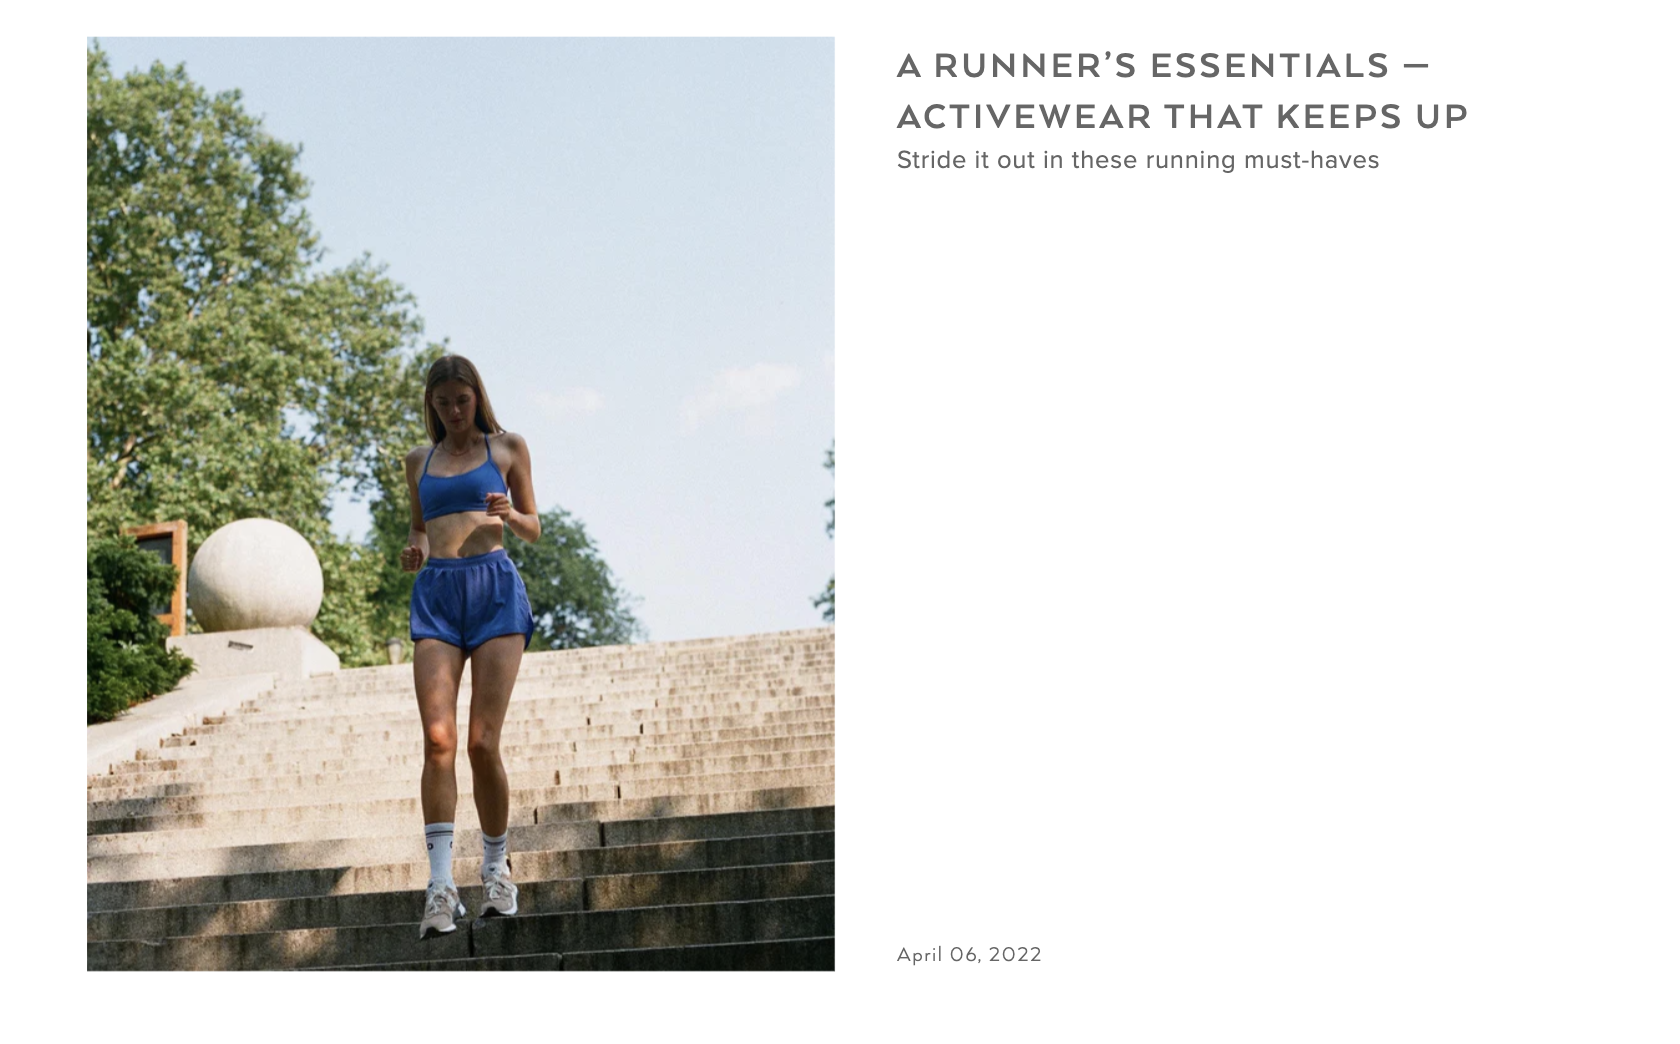 A RUNNER’S ESSENTIALS —
ACTIVEWEAR THAT KEEPS UP
Stride it out in these running must-haves
April 06, 2022